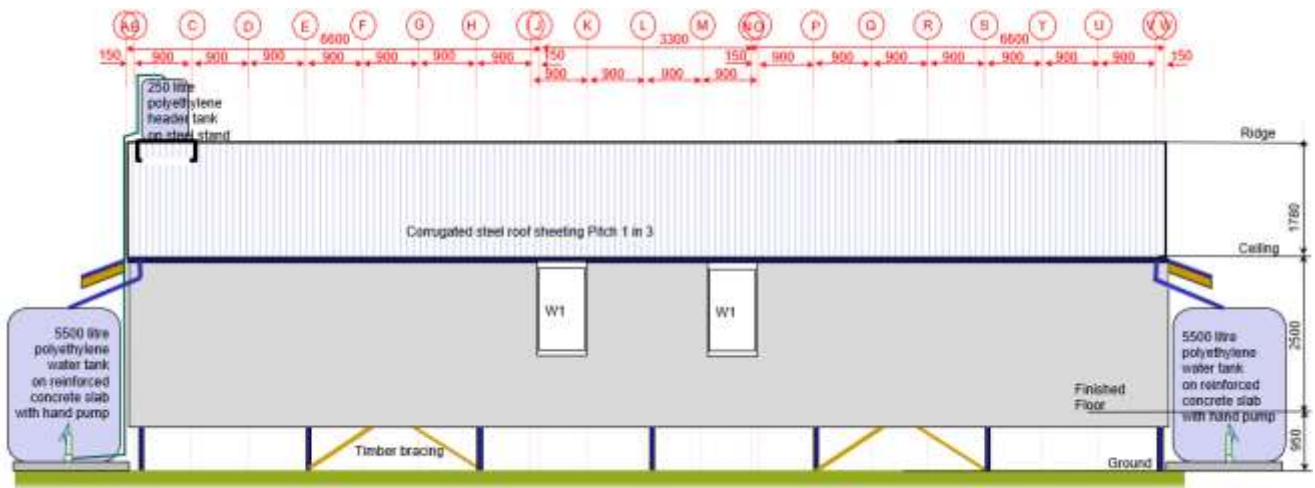 A B C D E F G H I J K L M N O P Q R S T U V W
6600 3300 6600
150 900 900 900 900 900 900 900 150 150 900 900 900 900 900 900 900 150
900 900 900 900
250 litre
polyethylene
header tank
on steel stand
Ridge
1780
Corrugated steel roof sheeting Pitch 1 in 3
Ceiling
W1 W1
2500
5500 litre
polyethylene
water tank
on reinforced
concrete slab
with hand pump
5500 litre
polyethylene
water tank
on reinforced
concrete slab
with hand pump
Finished
Floor
950
Timber bracing
Ground